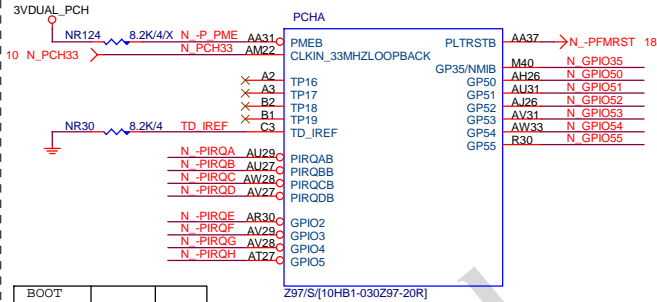 3VDUAL_PCH
PCHA
NR124 8.2K/4/X N_-P_PME AA31 PMEB PLTRSTB AA37 N_-PFMRST 18
10 N_PCH33 N_PCH33 AM22 CLKIN_33MHZLOOPBACK
GP35/NMIB M40 N_GPIO35
A2 TP16 GP50 AH26 N_GPIO50
A3 TP17 GP51 AU31 N_GPIO51
B2 TP18 GP52 AJ26 N_GPIO52
B1 TP19 GP53 AV31 N_GPIO53
NR30 8.2K/4 TD_IREF C3 TD_IREF GP54 AW33 N_GPIO54
GP55 R30 N_GPIO55
N_-PIRQA AU29 PIRQAB
N_-PIRQB AU27 PIRQBB
N_-PIRQC AW28 PIRQCB
N_-PIRQD AV27 PIRQDB
N_-PIRQE AR30 GPIO2
N_-PIRQF AV29 GPIO3
N_-PIRQG AV28 GPIO4
N_-PIRQH AT27 GPIO5
BOOT Z97/S/[10HB1-030Z97-20R]